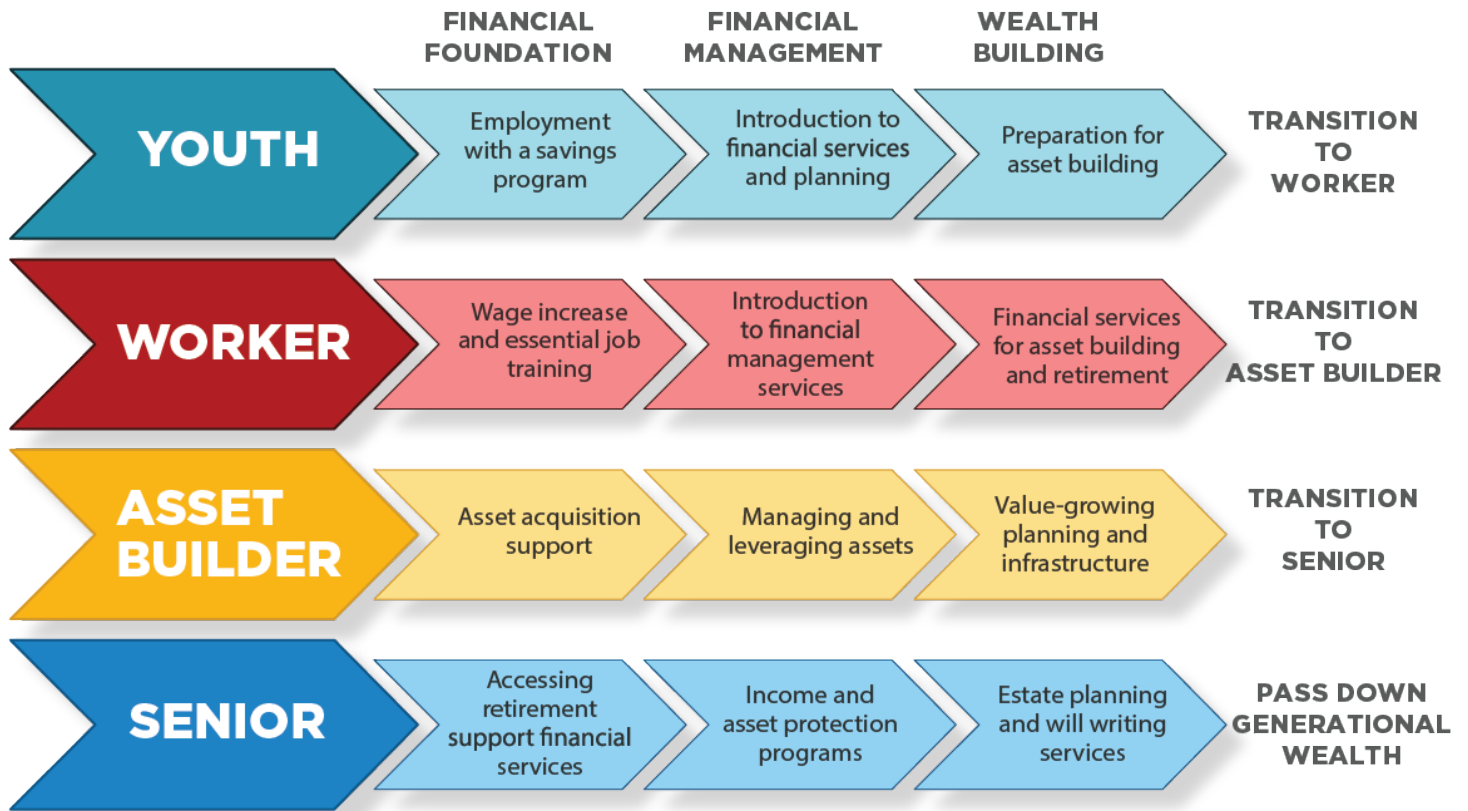 FINANCIAL
FOUNDATION
FINANCIAL
MANAGEMENT
WEALTH
BUILDING
YOUTH
Employment
with a savings
program
Introduction to
financial services
and planning
Preparation for
asset building
TRANSITION
TO
WORKER
WORKER
Wage increase
and essential job
training
Introduction
to financial
management
services
Financial services
for asset building
and retirement
TRANSITION
TO
ASSET BUILDER
ASSET
BUILDER
Asset acquisition
support
Managing and
leveraging assets
Value-growing
planning and
infrastructure
TRANSITION
TO
SENIOR
SENIOR
Accessing
retirement
support financial
services
Income and
asset protection
programs
Estate planning
and will writing
services
PASS DOWN
GENERATIONAL
WEALTH